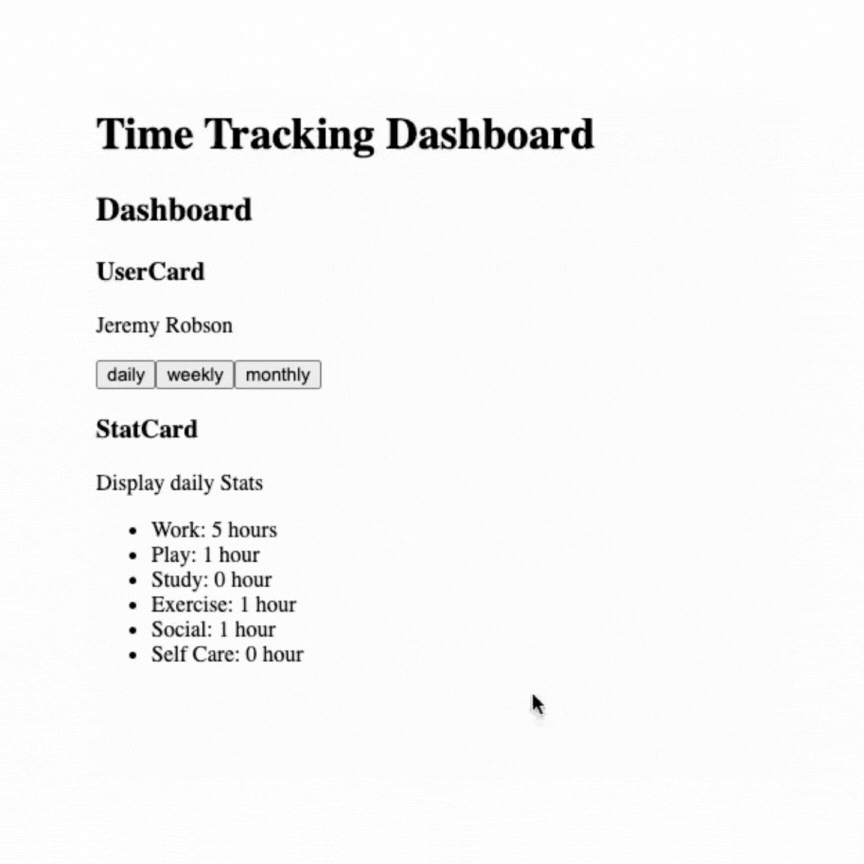 Time Tracking Dashboard
Dashboard
UserCard
Jeremy Robson
daily weekly monthly
StatCard
Display daily Stats
• Work: 5 hours
• Play: 1 hour
• Study: 0 hour
• Exercise: 1 hour
• Social: 1 hour
• Self Care: 0 hour